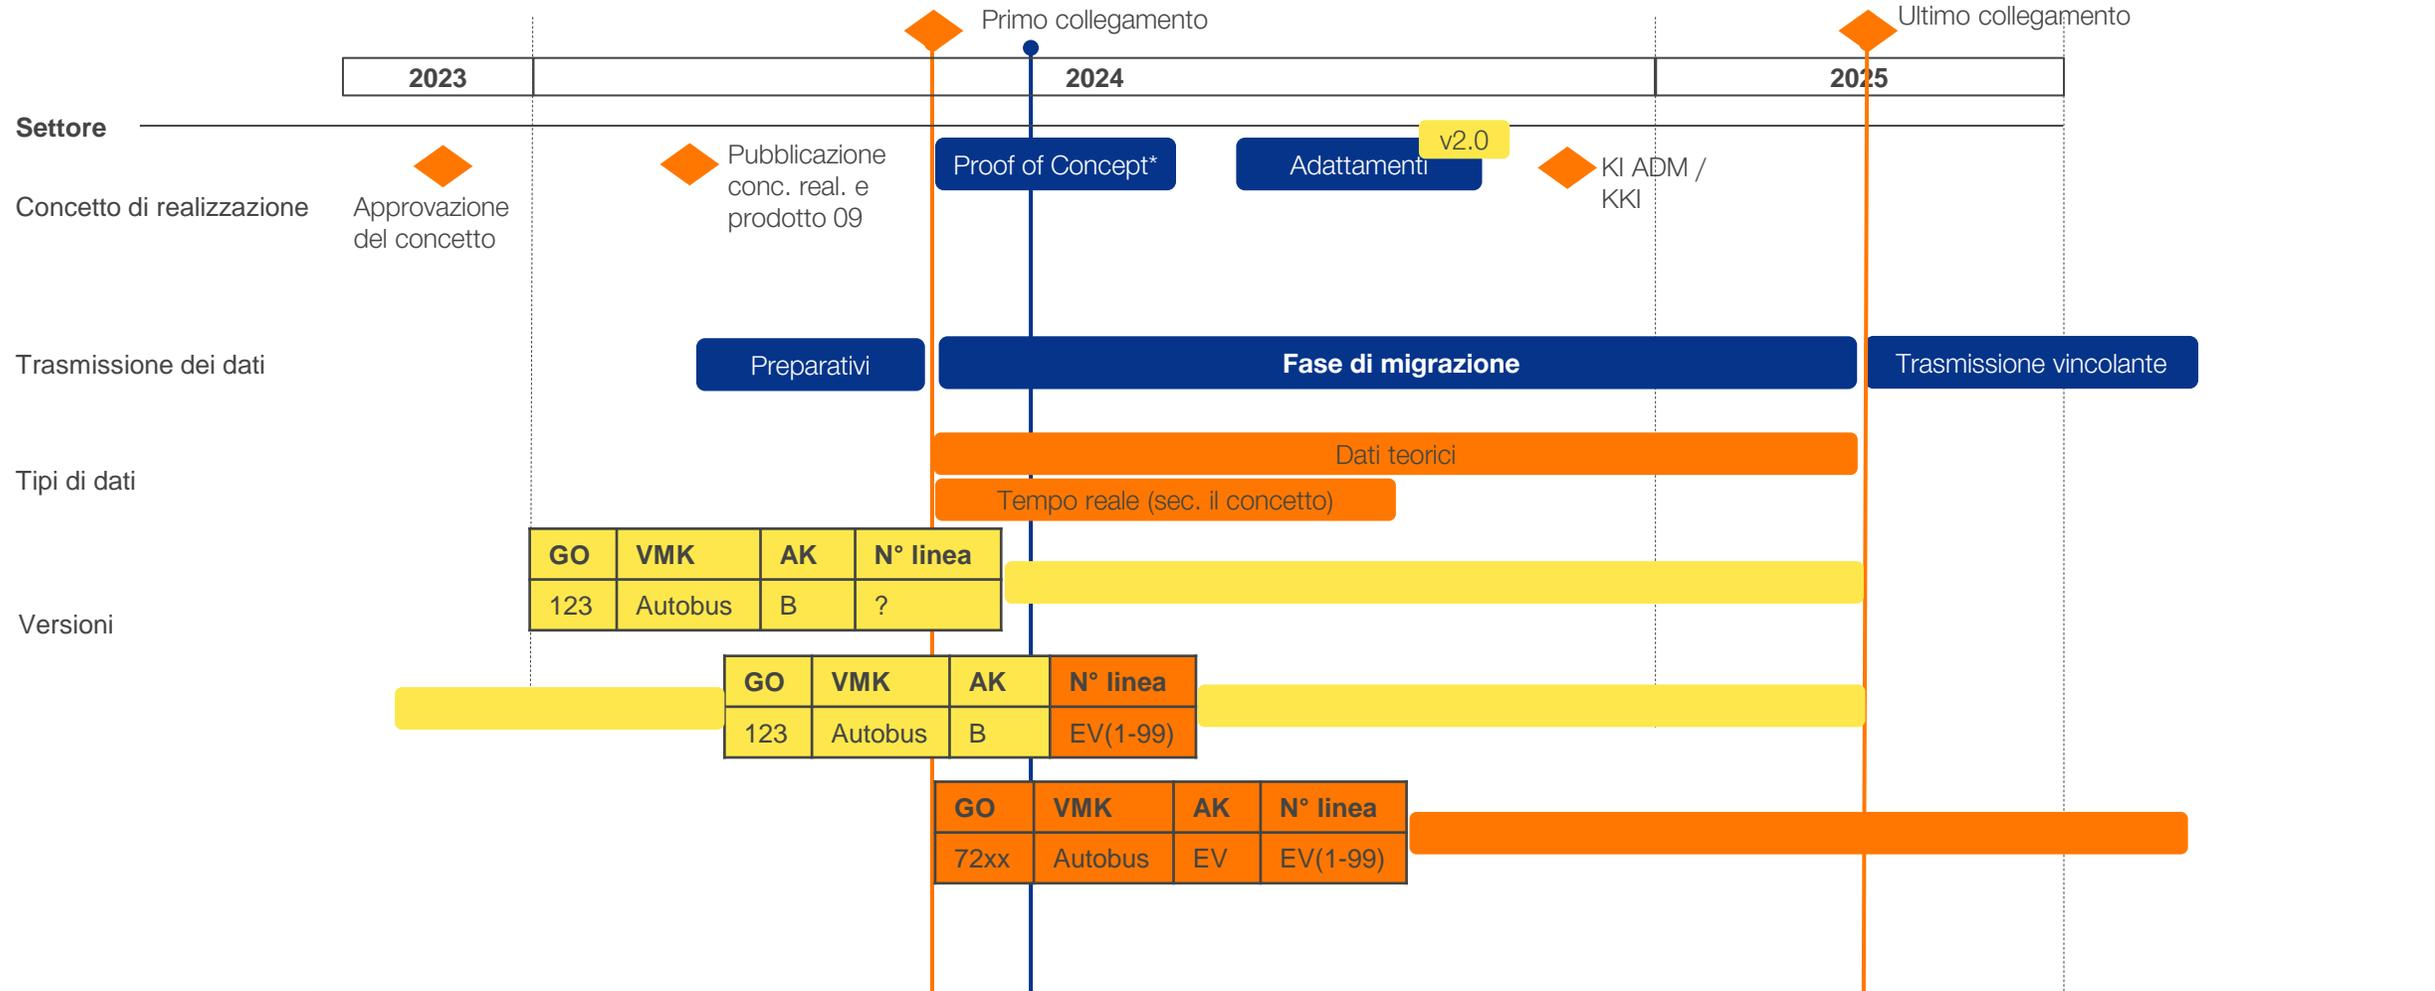 Primo collegamento
Ultimo collegamento
2023
2024
2025
Settore
v2.0
Concetto di realizzazione
Approvazione
del concetto
Pubblicazione
conc. real. e
prodotto 09
Proof of Concept*
Adattamenti
KI ADM /
KKI
Trasmissione dei dati
Preparativi
Fase di migrazione
Trasmissione vincolante
Tipi di dati
Dati teorici
Tempo reale (sec. il concetto)
Versioni
GO VMK AK N° linea
123 Autobus B ?
GO VMK AK N° linea
123 Autobus B EV(1-99)
GO VMK AK N° linea
72xx Autobus EV EV(1-99)